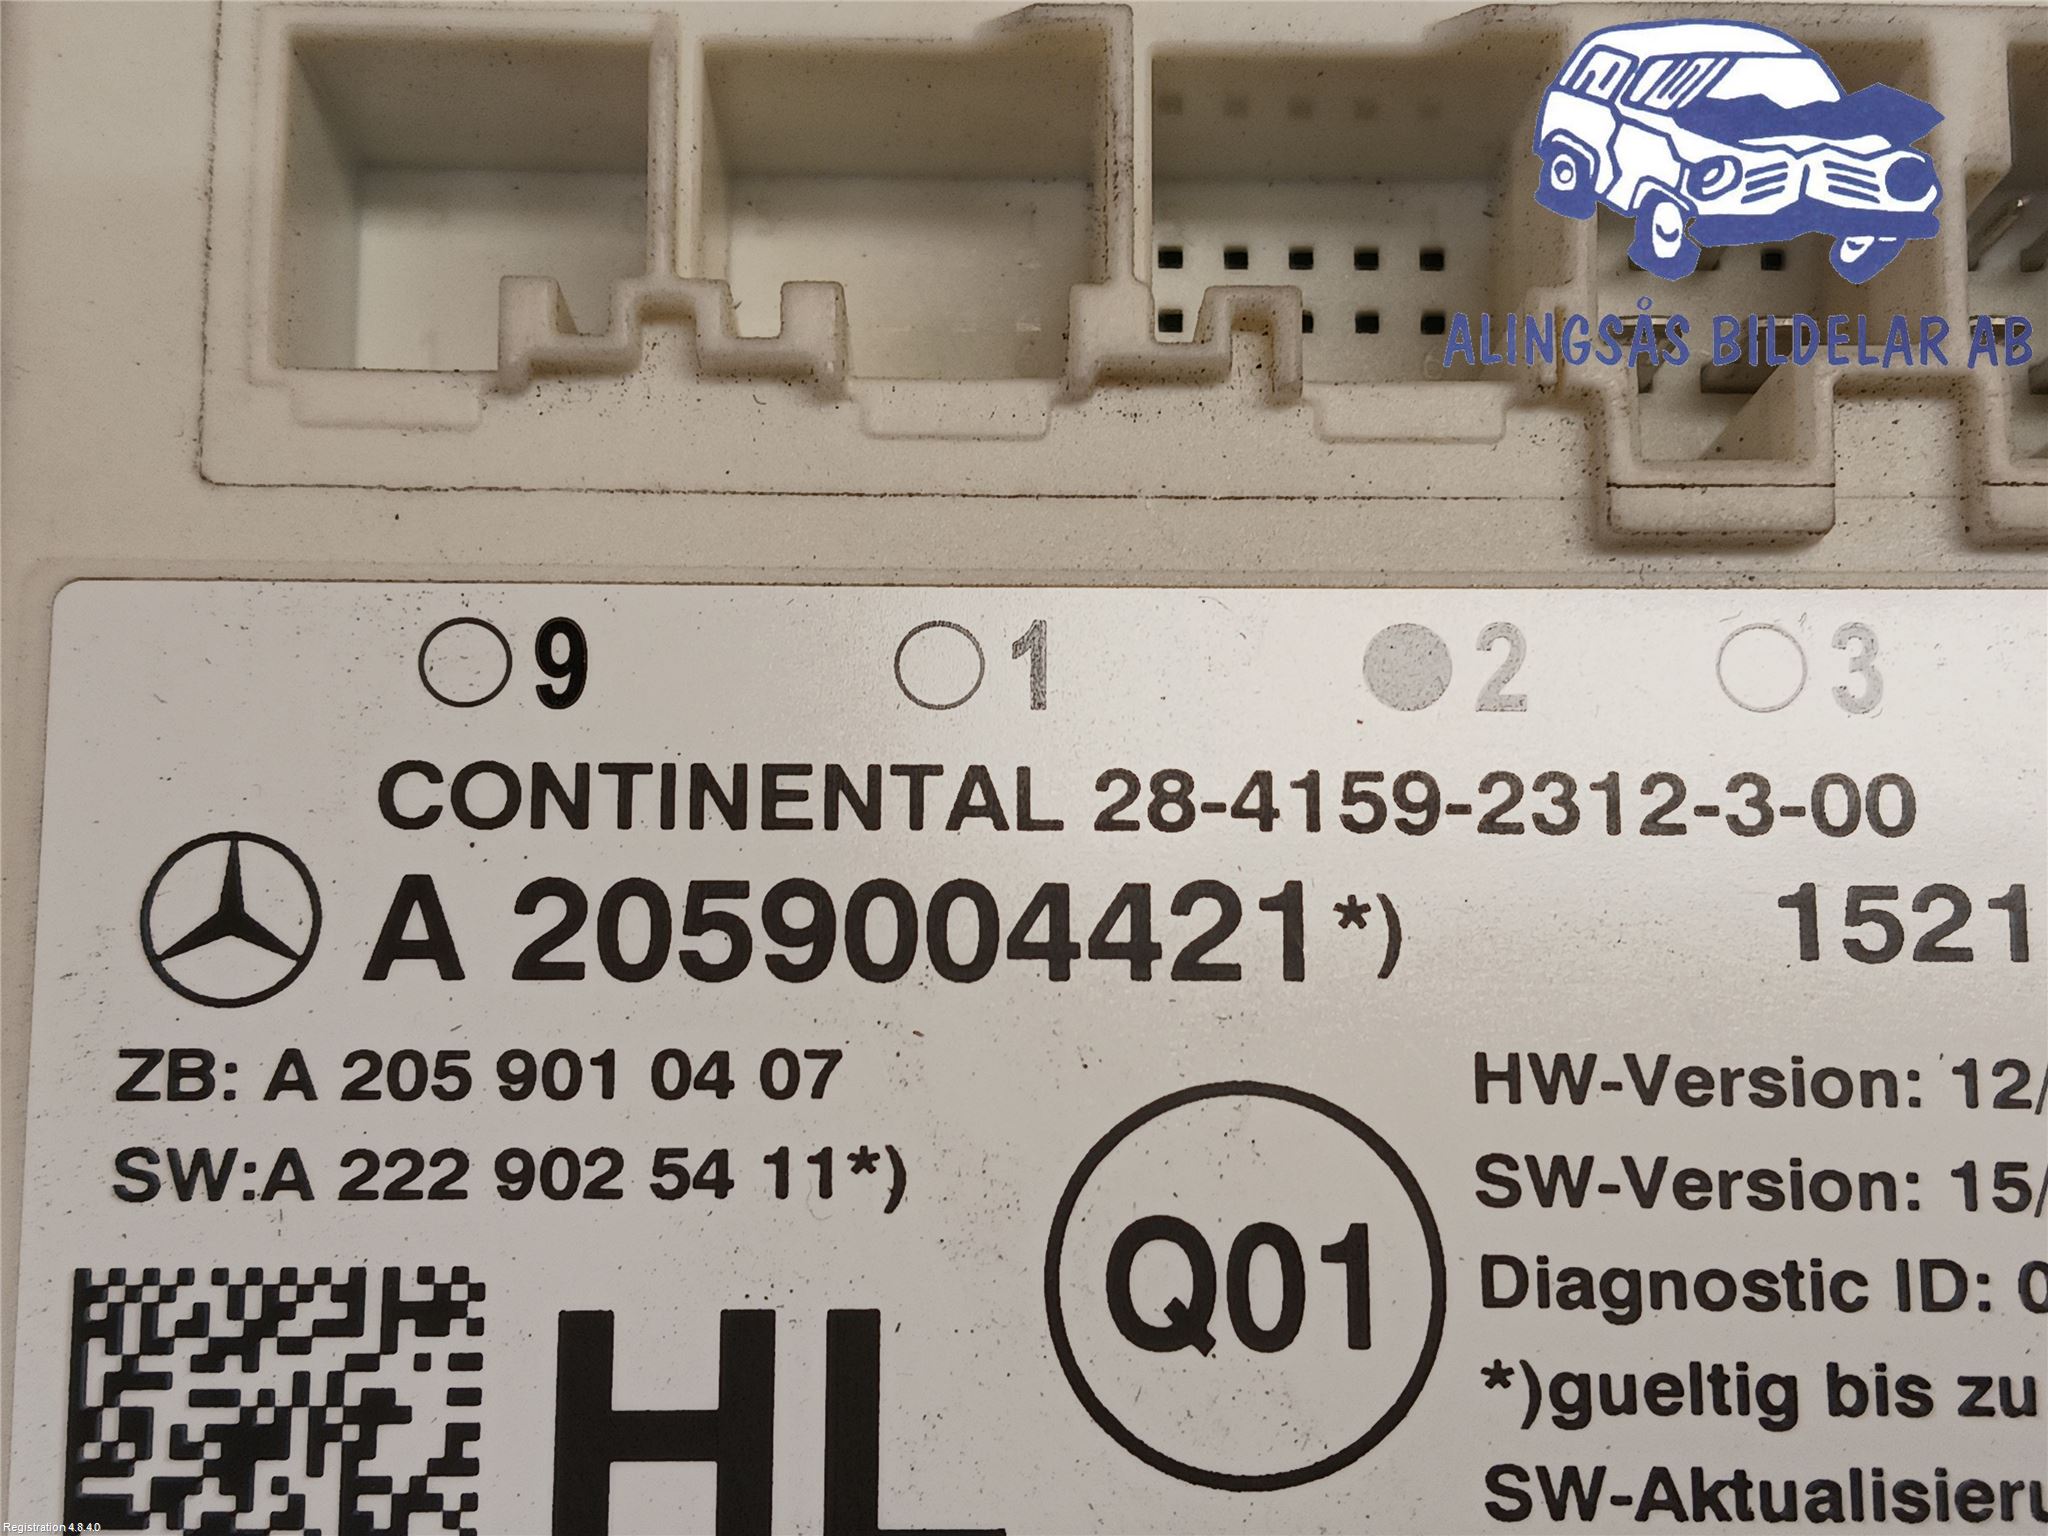 ALINGSÅS BILDELAR AB
9 1 2 3
CONTINENTAL 28-4159-2312-3-00
A 2059004421*) 1521
ZB: A 205 901 04 07
HW-Version: 12/
SW:A 222 902 54 11*)
SW-Version: 15/
Q01
Diagnostic ID: 0
HL
*)gueltig bis zu
SW-Aktualisieru
Registration 4.8.4.0